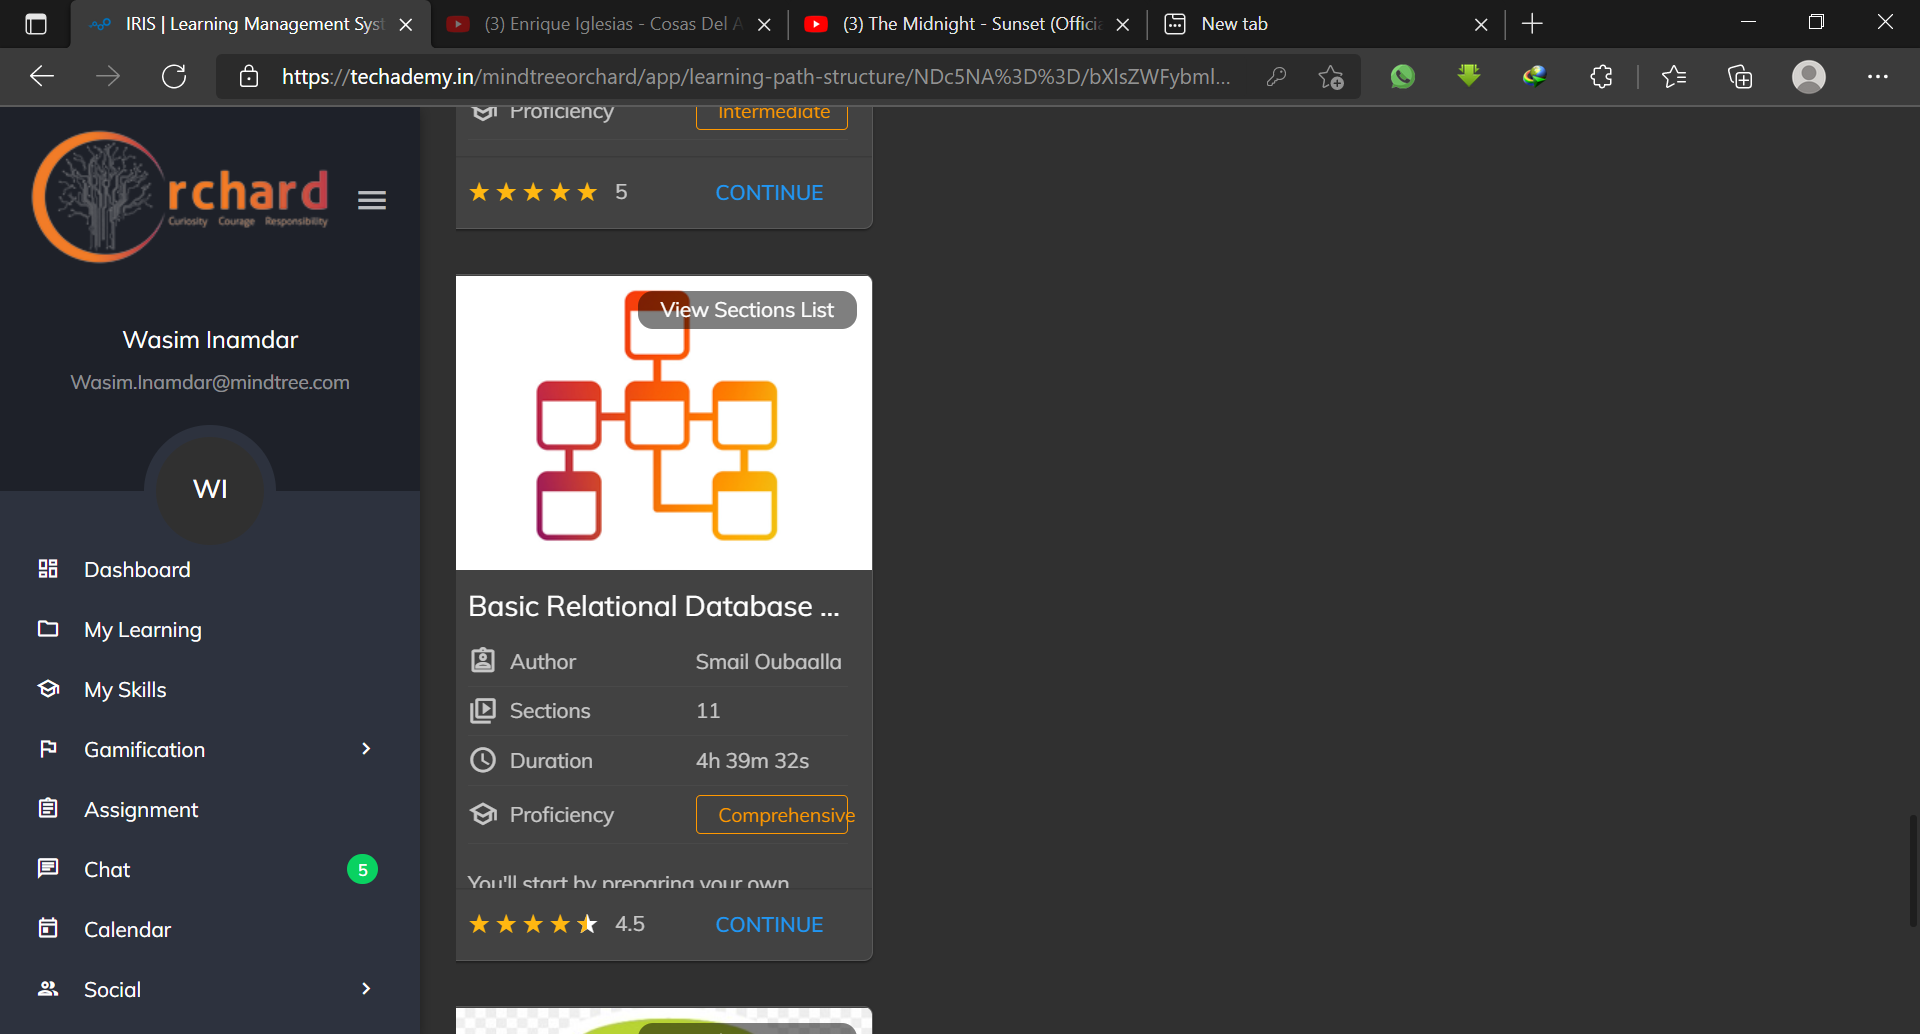 IRIS | Learning Management Syst
(3) Enrique Iglesias - Cosas Del A
(3) The Midnight - Sunset (Officia
New tab
https://techademy.in/mindtreeorchard/app/learning-path-structure/NDc5NA%3D%3D/bXlsZWFybml...
rchard
Curiosity Courage Responsibility
Wasim Inamdar
Wasim.Inamdar@mindtree.com
WI
Dashboard
My Learning
My Skills
Gamification
Assignment
Chat 5
Calendar
Social
Proficiency Intermediate
5 CONTINUE
View Sections List
Basic Relational Database ...
Author Smail Oubaalla
Sections 11
Duration 4h 39m 32s
Proficiency Comprehensive
You'll start by preparing your own
4.5 CONTINUE